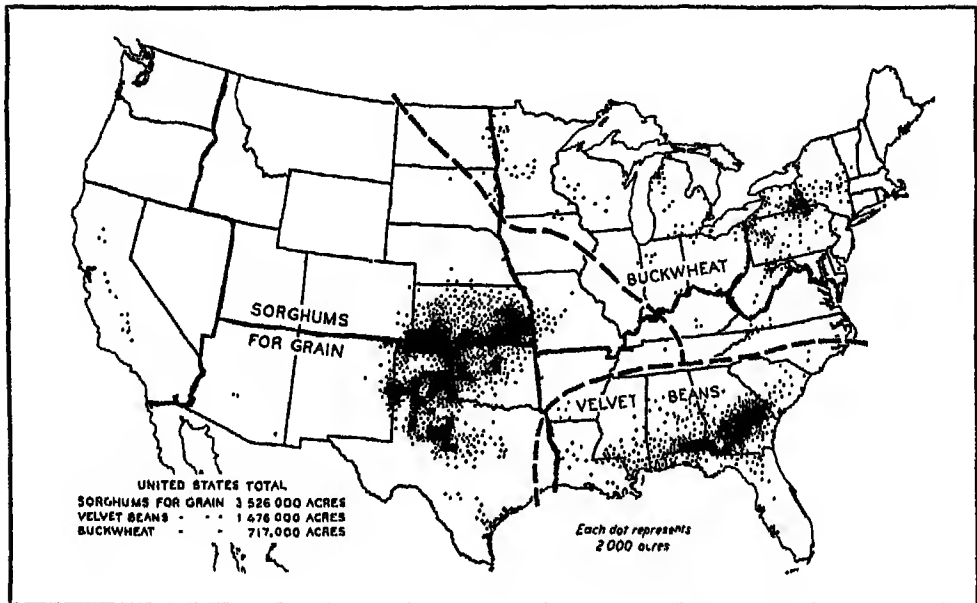 BUCKWHEAT
SORGHUMS
FOR GRAIN
VELVET BEANS
UNITED STATES TOTAL
SORGHUMS FOR GRAIN 3 526 000 ACRES
VELVET BEANS - - - 1 476 000 ACRES
BUCKWHEAT - - - 717,000 ACRES
Each dot represents
2 000 acres